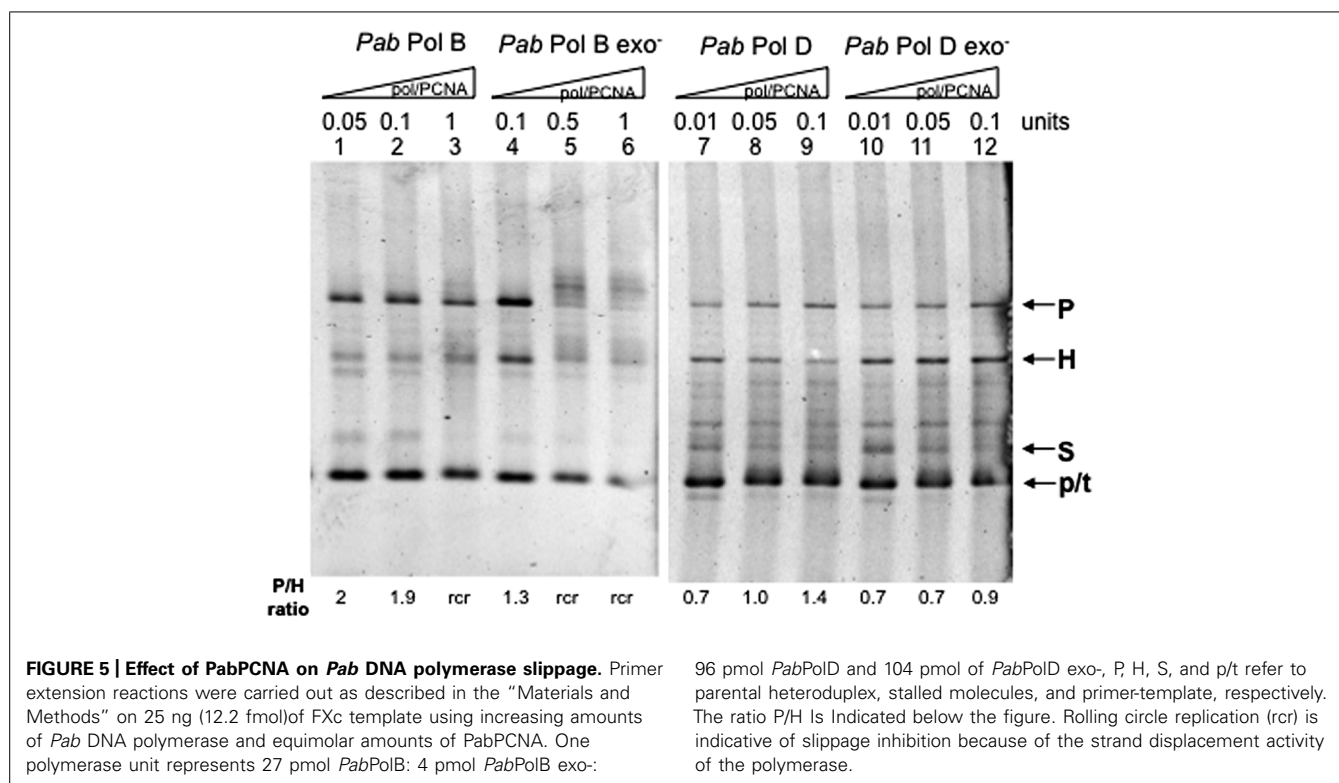 Pab Pol B Pab Pol B exo- Pab Pol D Pab Pol D exo-
pol/PCNA pol/PCNA pol/PCNA pol/PCNA
0.05 0.1 1 0.1 0.5 1 0.01 0.05 0.1 0.01 0.05 0.1 units
1 2 3 4 5 6 7 8 9 10 11 12
P
H
S
p/t
P/H
ratio
2 1.9 rcr 1.3 rcr rcr 0.7 1.0 1.4 0.7 0.7 0.9
FIGURE 5 | Effect of PabPCNA on Pab DNA polymerase slippage. Primer
extension reactions were carried out as described in the “Materials and
Methods” on 25 ng (12.2 fmol)of FXc template using increasing amounts
of Pab DNA polymerase and equimolar amounts of PabPCNA. One
polymerase unit represents 27 pmol PabPolB: 4 pmol PabPolB exo-:
96 pmol PabPolD and 104 pmol of PabPolD exo-, P, H, S, and p/t refer to
parental heteroduplex, stalled molecules, and primer-template, respectively.
The ratio P/H Is Indicated below the figure. Rolling circle replication (rcr) is
indicative of slippage inhibition because of the strand displacement activity
of the polymerase.